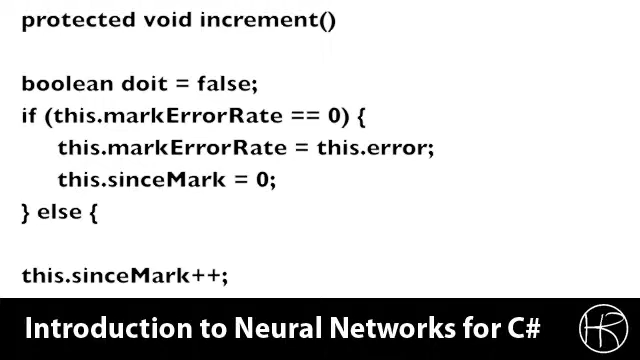 protected void increment()
boolean doit = false;
if (this.markErrorRate == 0) {
this.markErrorRate = this.error;
this.sinceMark = 0;
} else {
this.sinceMark++;
Introduction to Neural Networks for C#